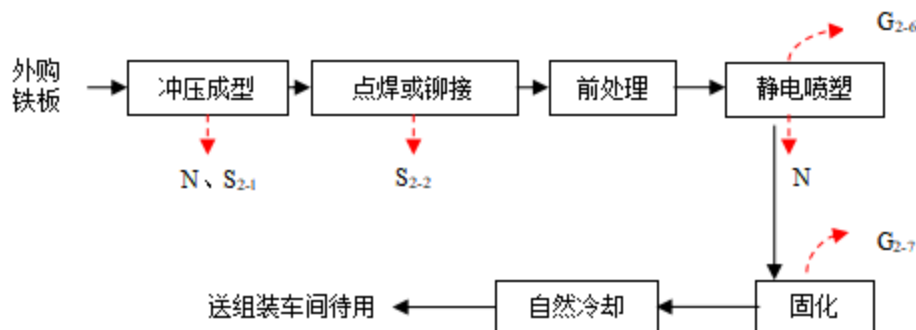 G2-6
外购
铁板
冲压成型
点焊或铆接
前处理
静电喷塑
N、S2-1
S2-2
N
G2-7
送组装车间待用
自然冷却
固化